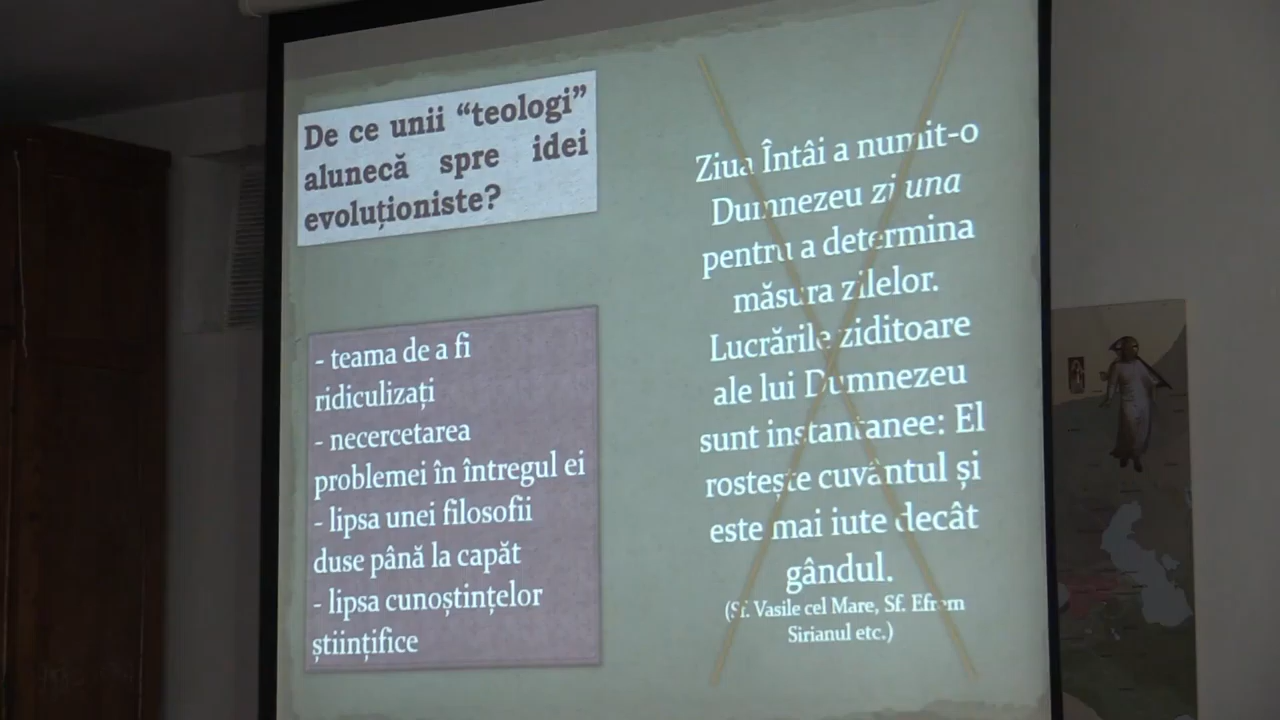 De ce unii “teologi”
alunecă spre idei
evoluționiste?
- teama de a fi
ridiculizați
- necercetarea
problemei în întregul ei
- lipsa unei filosofii
duse până la capăt
- lipsa cunoștințelor
științifice
Ziua Întâi a numit-o
Dumnezeu zi una
pentru a determina
măsura zilelor.
Lucrările ziditoare
ale lui Dumnezeu
sunt instantanee: El
rostește cuvântul și
este mai iute decât
gândul.
(Sf. Vasile cel Mare, Sf. Efrem
Sirianul etc.)